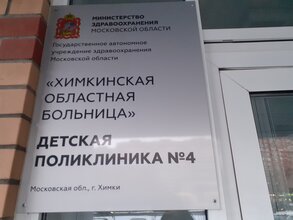 МИНИСТЕРСТВО
ЗДРАВООХРАНЕНИЯ
МОСКОВСКОЙ ОБЛАСТИ
Государственное автономное
учреждение здравоохранения
Московской области
«ХИМКИНСКАЯ
ОБЛАСТНАЯ
БОЛЬНИЦА»
ДЕТСКАЯ
ПОЛИКЛИНИКА №4
Московская обл., г. Химки